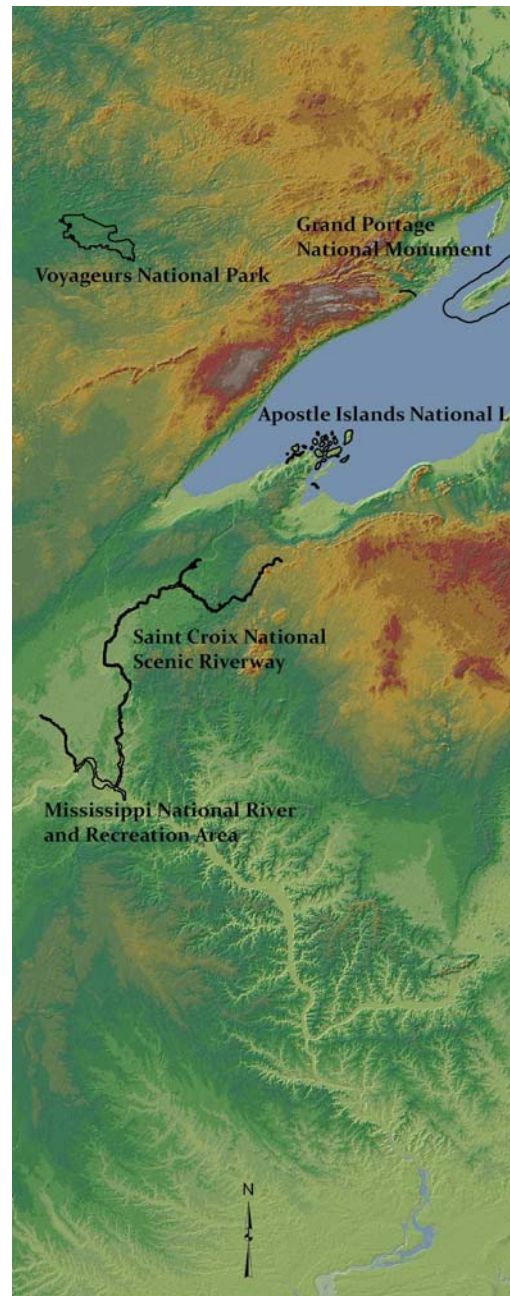 Grand Portage
National Monument
Voyageurs National Park
Apostle Islands National L
Saint Croix National
Scenic Riverway
Mississippi National River
and Recreation Area
N